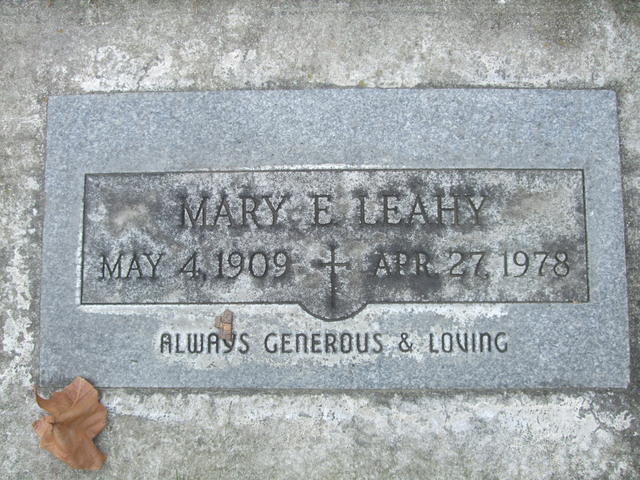 MARY E. LEAHY
MAY 4, 1909 APR. 27, 1978
ALWAYS GENEROUS & LOVING